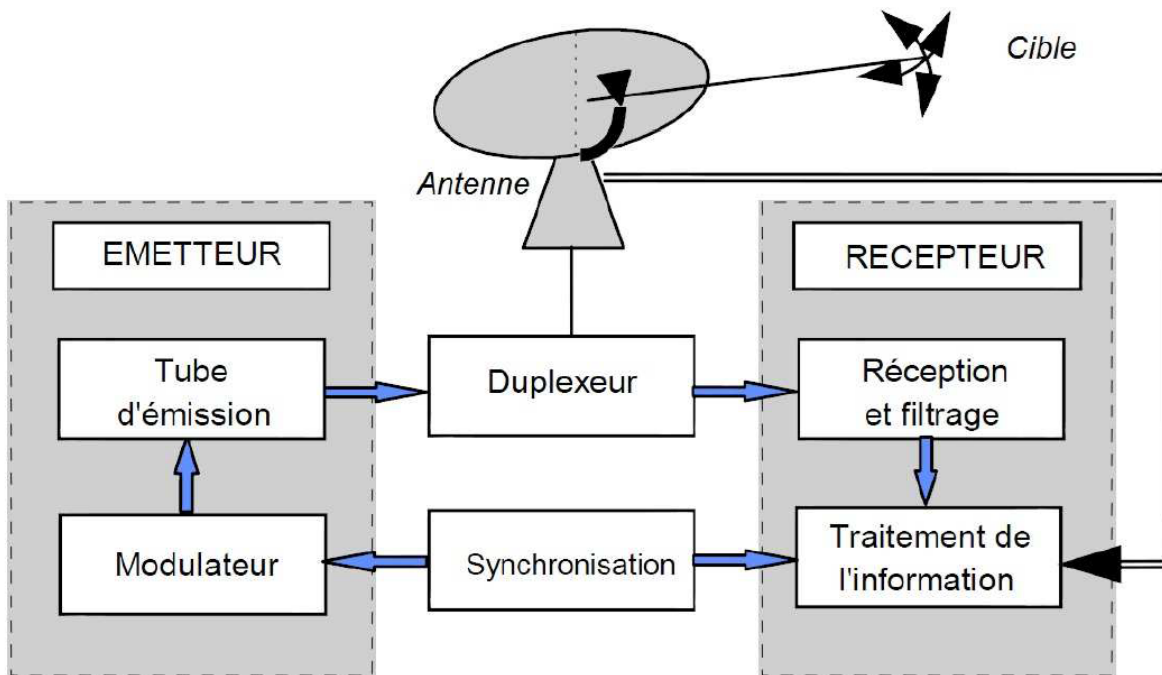 Cible
Antenne
EMETTEUR
RECEPTEUR
Tube
d'émission
Duplexeur
Réception
et filtrage
Modulateur
Synchronisation
Traitement de
l'information